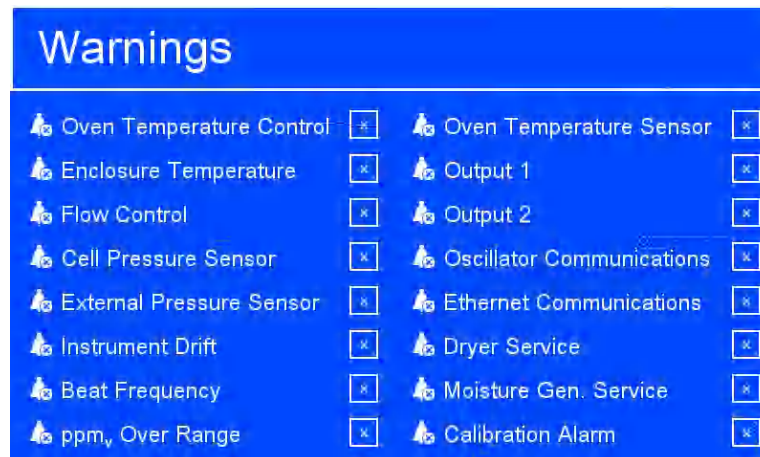 Warnings
Oven Temperature Control
Oven Temperature Sensor
Enclosure Temperature
Output 1
Flow Control
Output 2
Cell Pressure Sensor
Oscillator Communications
External Pressure Sensor
Ethernet Communications
Instrument Drift
Dryer Service
Beat Frequency
Moisture Gen. Service
ppmᵥ Over Range
Calibration Alarm